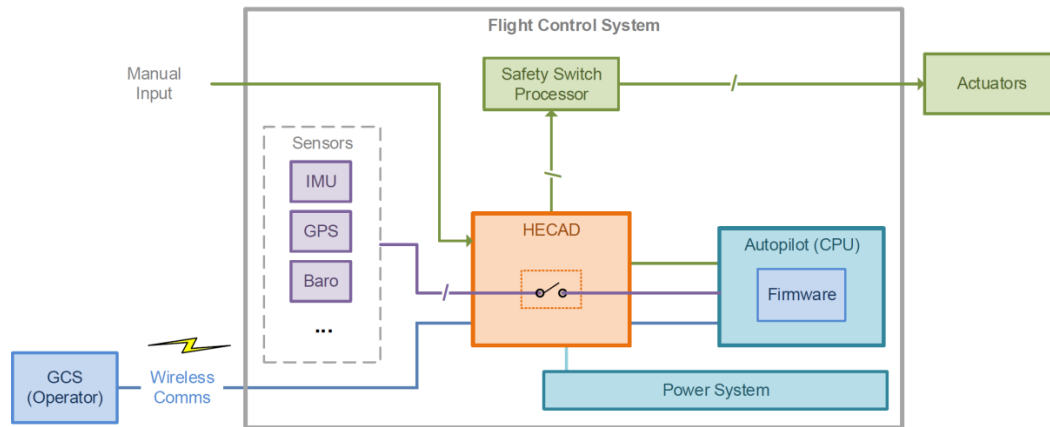 Flight Control System
Manual
Input
Safety Switch
Processor
Actuators
Sensors
IMU
GPS
Baro
...
HECAD
Autopilot (CPU)
Firmware
GCS
(Operator)
Wireless
Comms
Power System